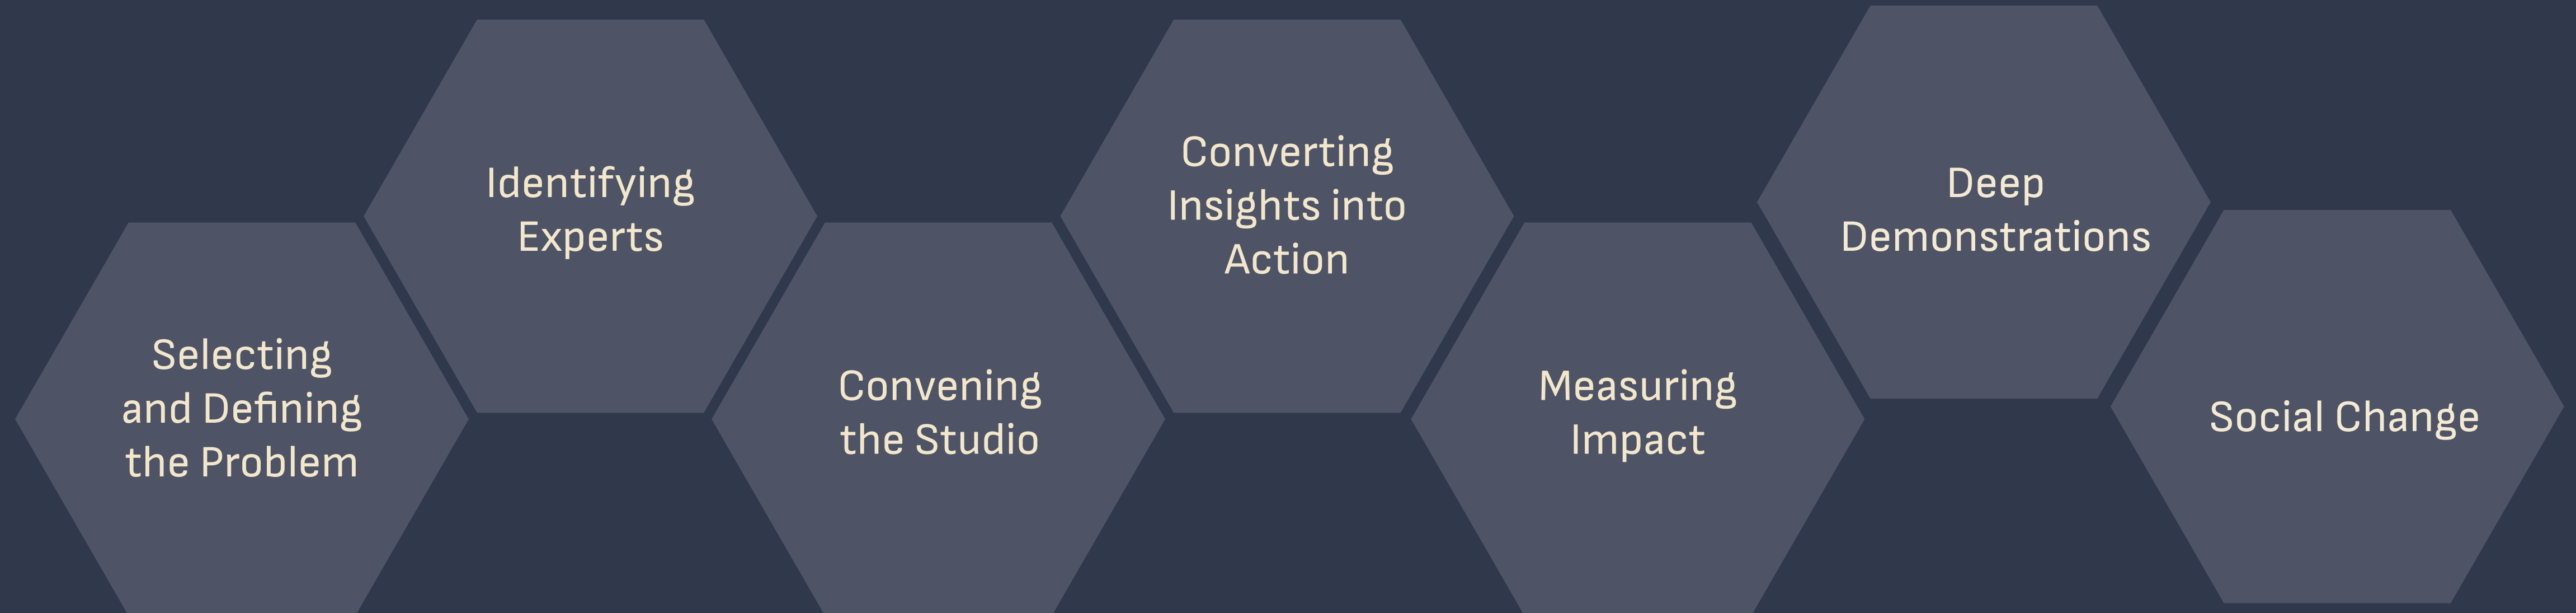 Selecting
and Defining
the Problem
Identifying
Experts
Convening
the Studio
Converting
Insights into
Action
Measuring
Impact
Deep
Demonstrations
Social Change